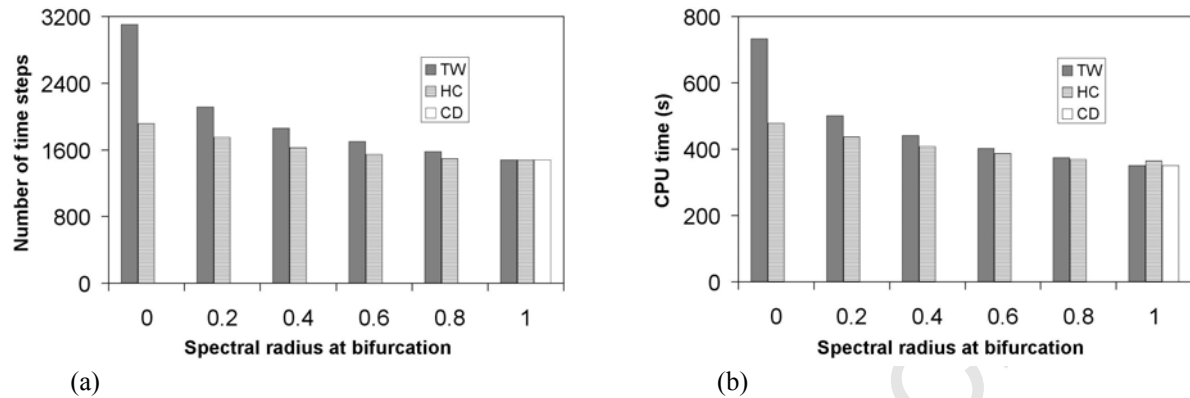 Number of time steps
3200
2400
1600
800
0
TW
HC
CD
0 0.2 0.4 0.6 0.8 1
Spectral radius at bifurcation
(a)
CPU time (s)
800
600
400
200
0
TW
HC
CD
0 0.2 0.4 0.6 0.8 1
Spectral radius at bifurcation
(b)